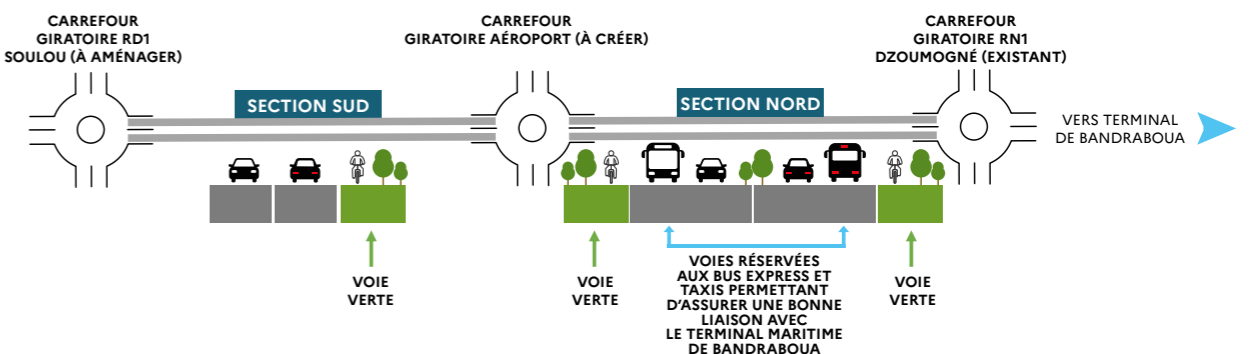 CARREFOUR
GIRATOIRE RD1
SOULOU (À AMÉNAGER)
CARREFOUR
GIRATOIRE AÉROPORT (À CRÉER)
CARREFOUR
GIRATOIRE RN1
DZOUMOGNÉ (EXISTANT)
SECTION SUD
SECTION NORD
VERS TERMINAL
DE BANDRABOUA
VOIE
VERTE
VOIE
VERTE
VOIES RÉSERVÉES
AUX BUS EXPRESS ET
TAXIS PERMETTANT
D'ASSURER UNE BONNE
LIAISON AVEC
LE TERMINAL MARITIME
DE BANDRABOUA
VOIE
VERTE